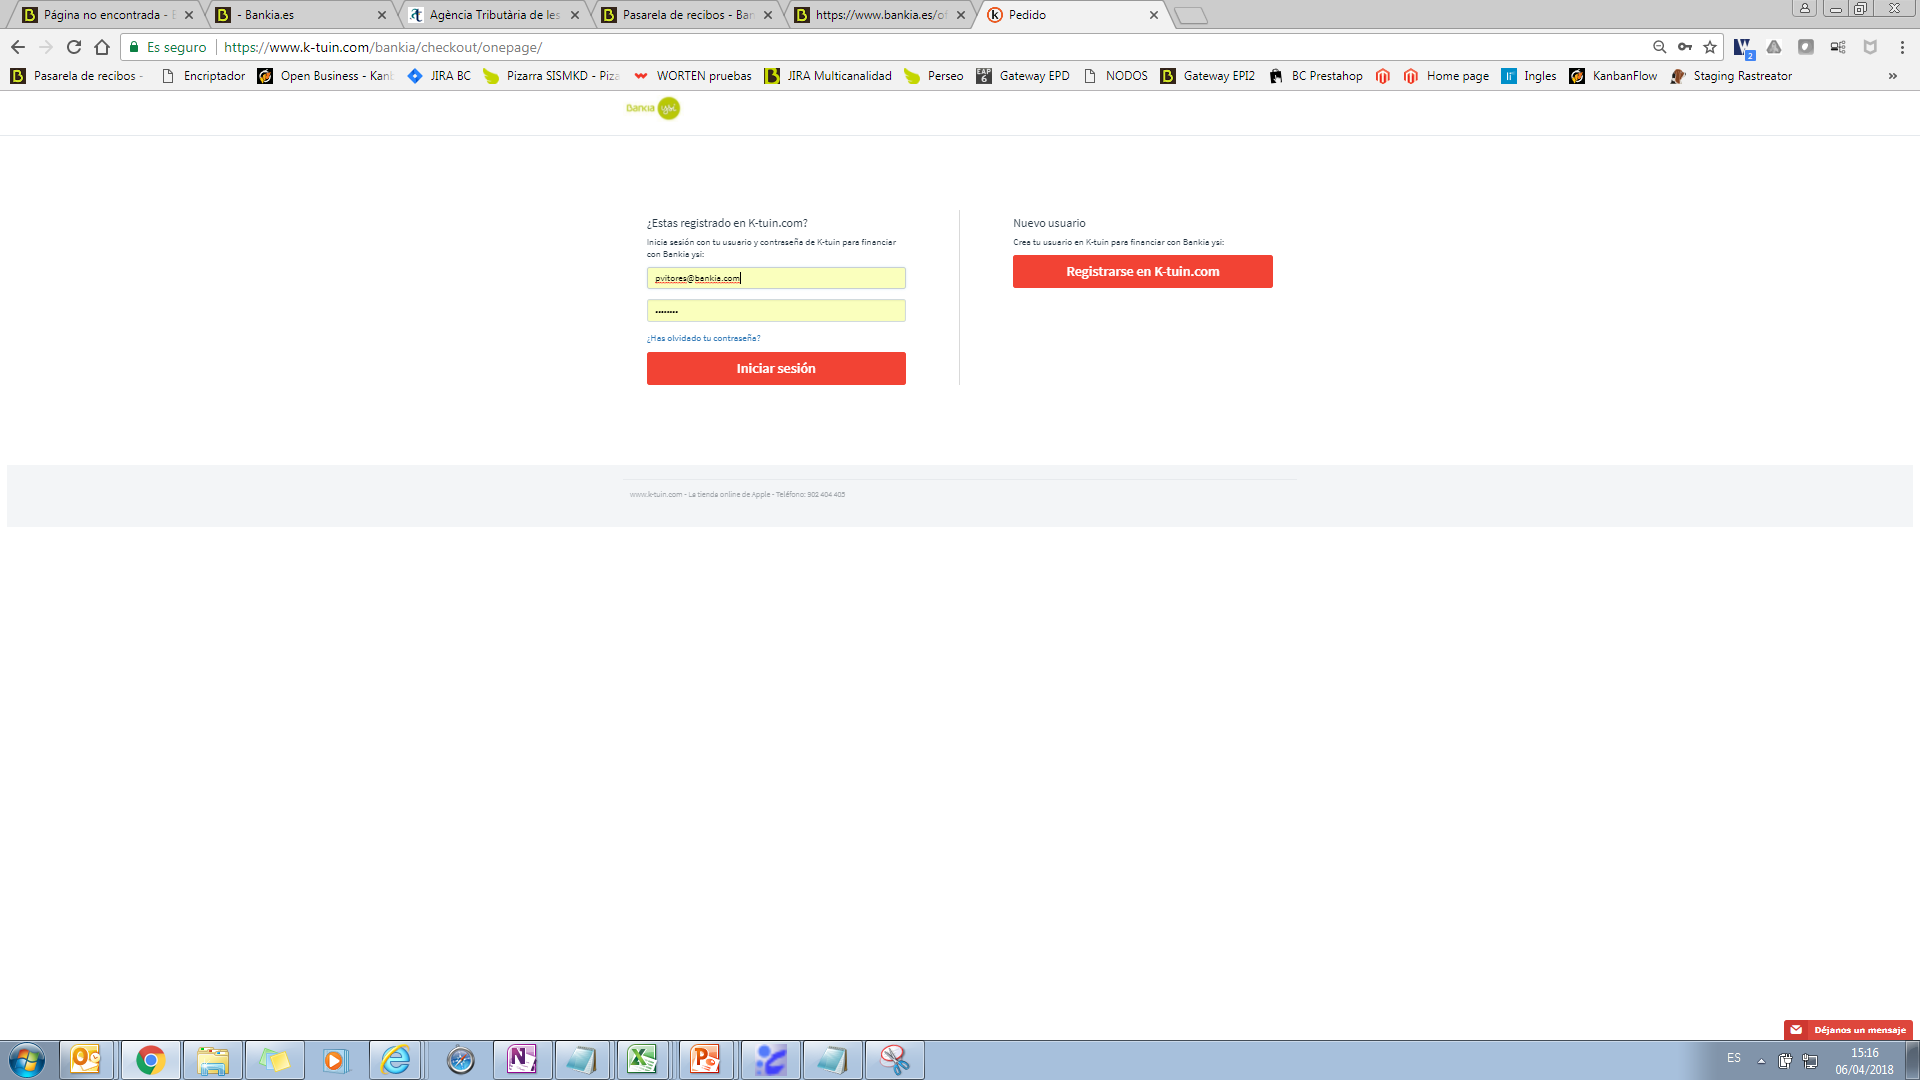 Página no encontrada - B
- Bankia.es
Agència Tributària de les
Pasarela de recibos - Ban
https://www.bankia.es/of
Pedido
Es seguro
https://www.k-tuin.com/bankia/checkout/onepage/
Pasarela de recibos -
Encriptador
Open Business - Kanb
JIRA BC
Pizarra SISMKD - Piza
WORTEN pruebas
JIRA Multicanalidad
Perseo
Gateway EPD
NODOS
Gateway EPI2
BC Prestahop
Home page
Ingles
KanbanFlow
Staging Rastreator
Bankia
¿Estas registrado en K-tuin.com?
Inicia sesión con tu usuario y contraseña de K-tuin para financiar
con Bankia ysi:
pvitores@bankia.com
¿Has olvidado tu contraseña?
Iniciar sesión
Nuevo usuario
Crea tu usuario en K-tuin para financiar con Bankia ysi:
Registrarse en K-tuin.com
www.k-tuin.com - La tienda online de Apple - Teléfono: 902 404 405
Déjanos un mensaje
ES
15:16
06/04/2018